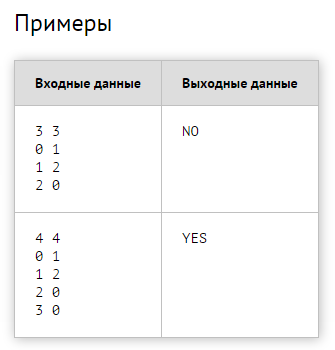 Примеры
Входные данные Выходные данные
3 3 NO
0 1
1 2
2 0
4 4 YES
0 1
1 2
2 0
3 0